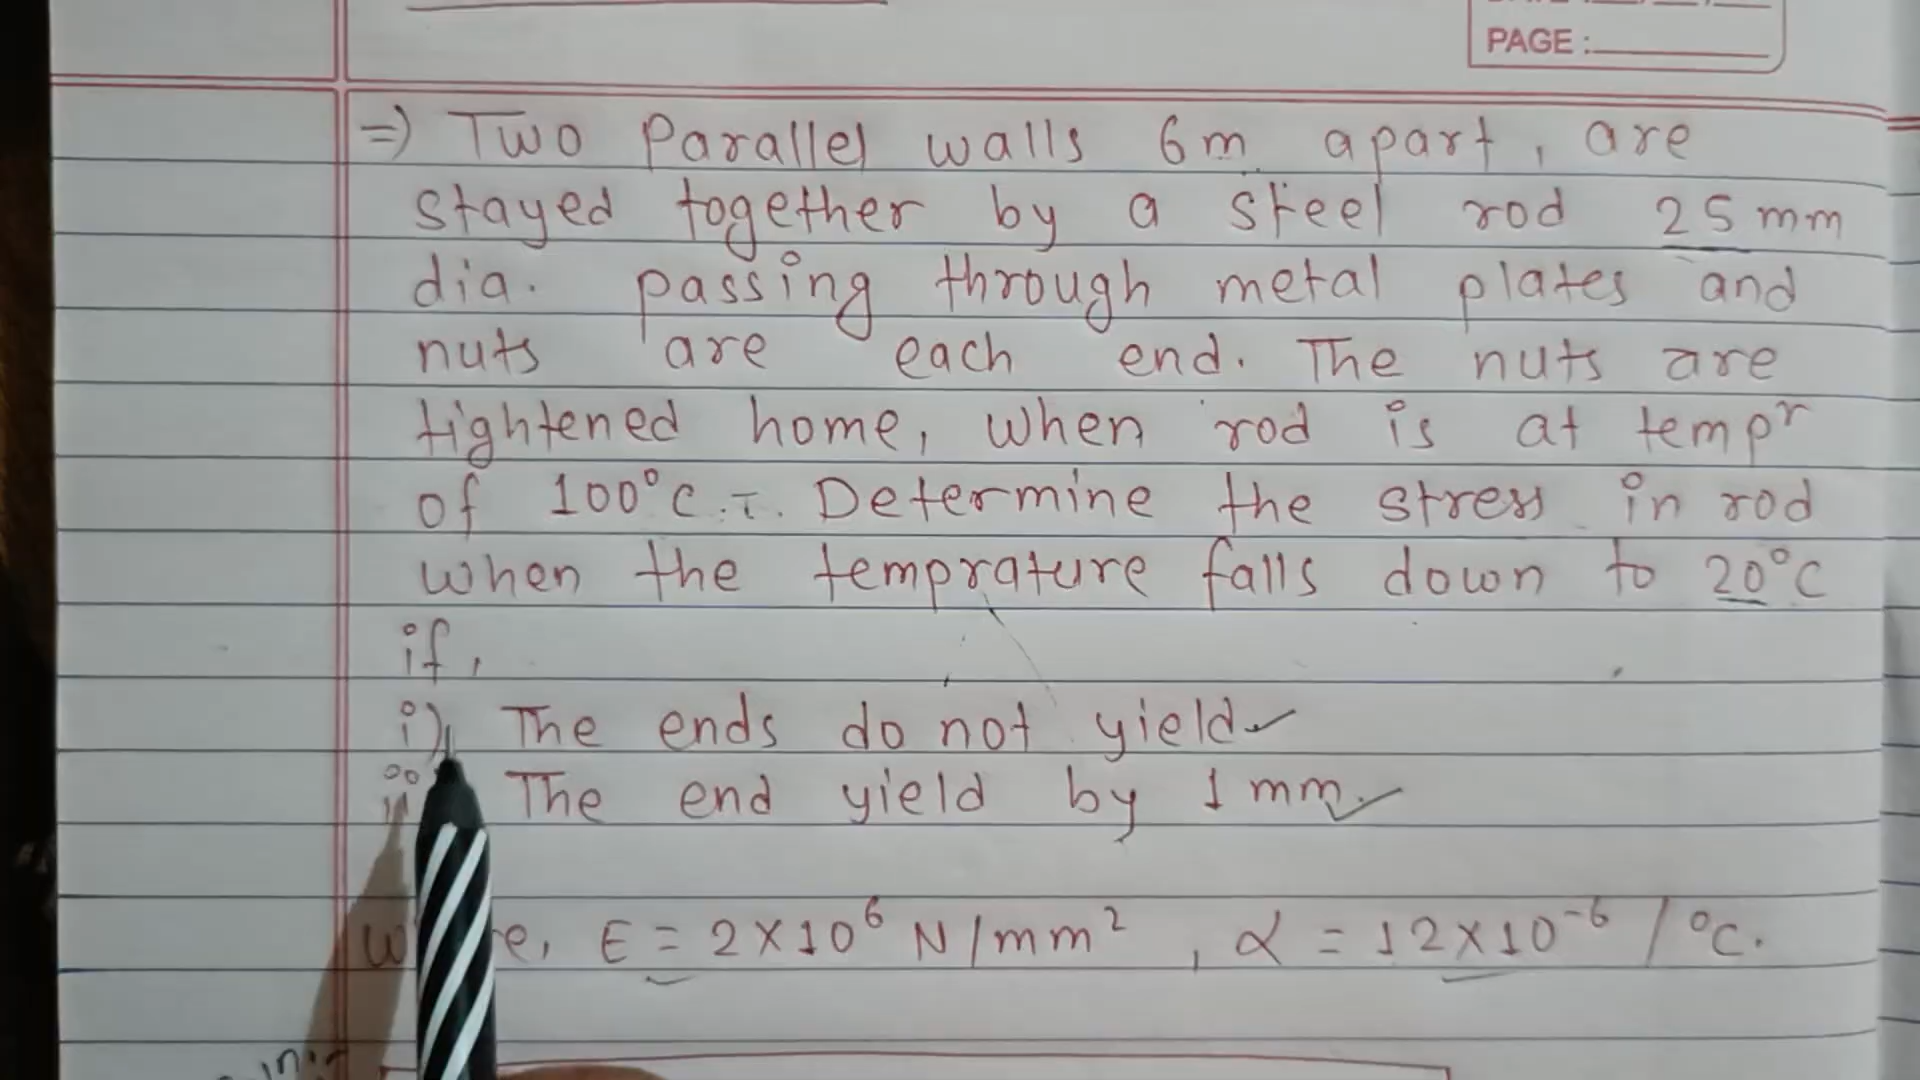 PAGE :
=) Two Parallel walls 6m apart, are
stayed together by a steel rod 25 mm
dia. passing through metal plates and
nuts are each end. The nuts are
tightened home, when rod is at tempr
of 100°C. Determine the stress in rod
when the temprature falls down to 20°C
if,
i) The ends do not yield
ii The end yield by 1 mm.
E = 2×10⁶ N/mm² , α = 12×10⁻⁶ /°C.